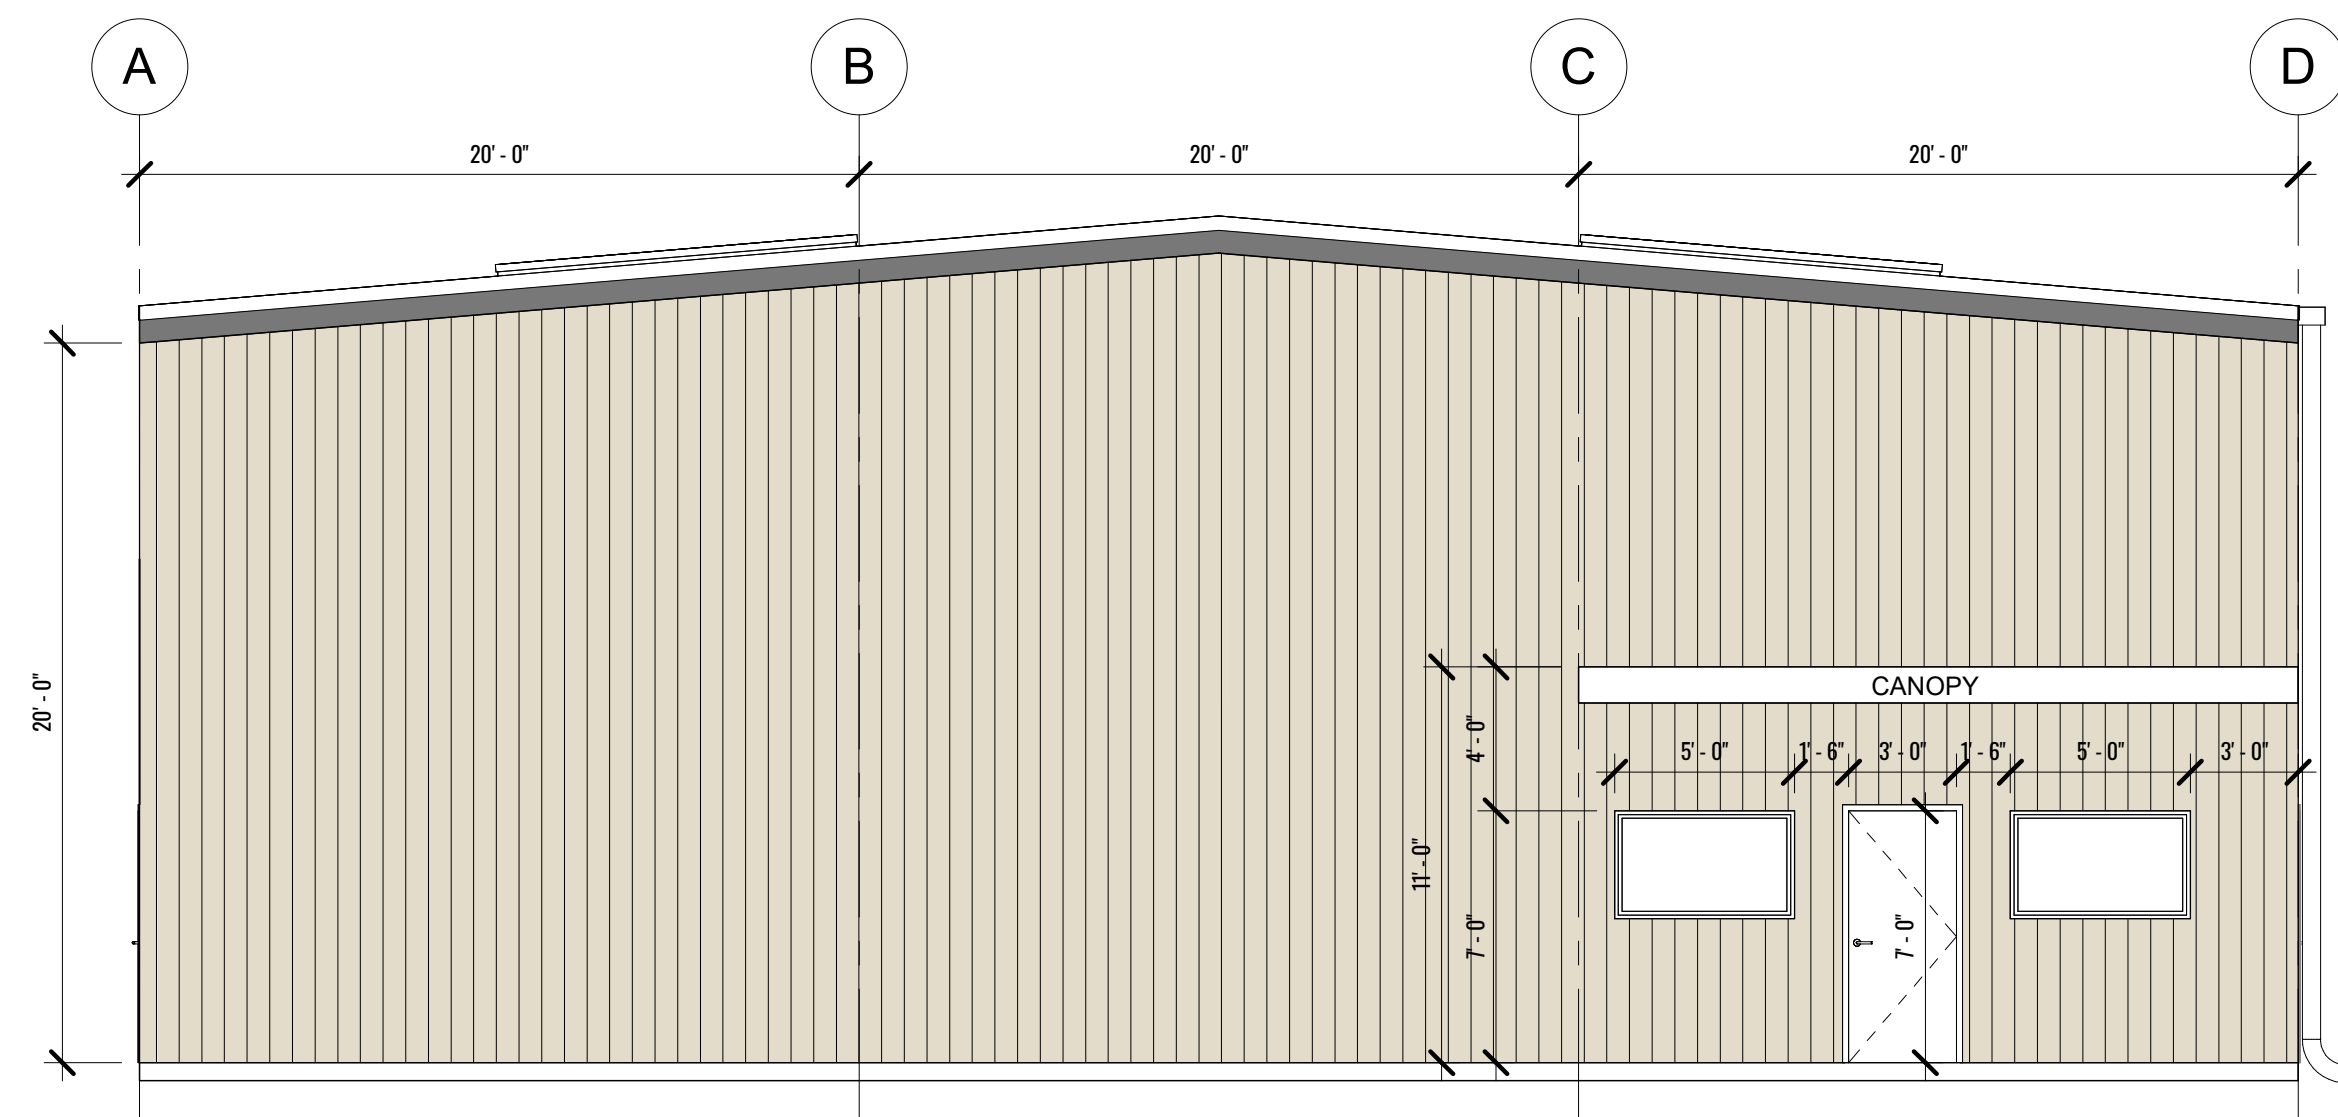 A
B
C
D
20' - 0"
20' - 0"
20' - 0"
20' - 0"
CANOPY
4' - 0"
5' - 0"
1' - 6"
3' - 0"
1' - 6"
5' - 0"
3' - 0"
11' - 0"
7' - 0"
7' - 0"